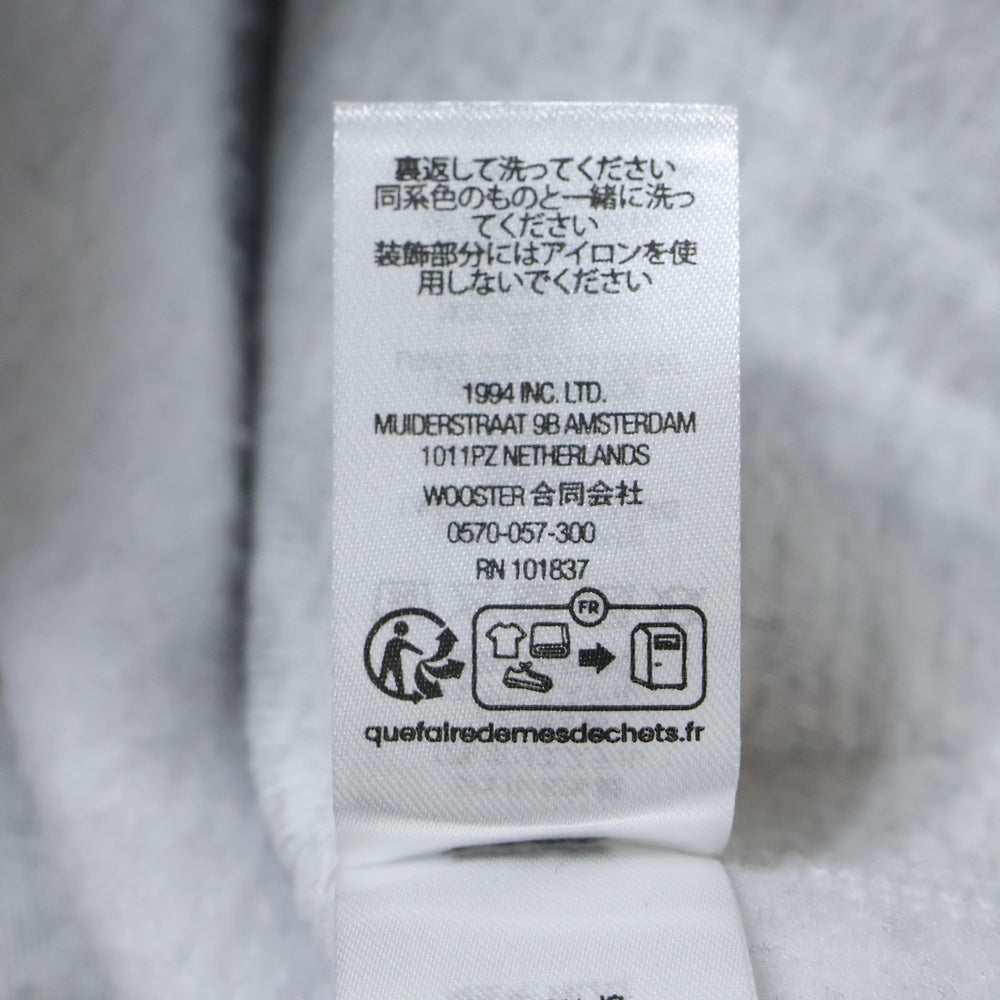 裏返して洗ってください
同系色のものと一緒に洗っ
てください
装飾部分にはアイロンを使
用しないでください
1994 INC. LTD.
MUIDERSTRAAT 9B AMSTERDAM
1011PZ NETHERLANDS
WOOSTER 合同会社
0570-057-300
RN 101837
FR
quefairedemesdechets.fr